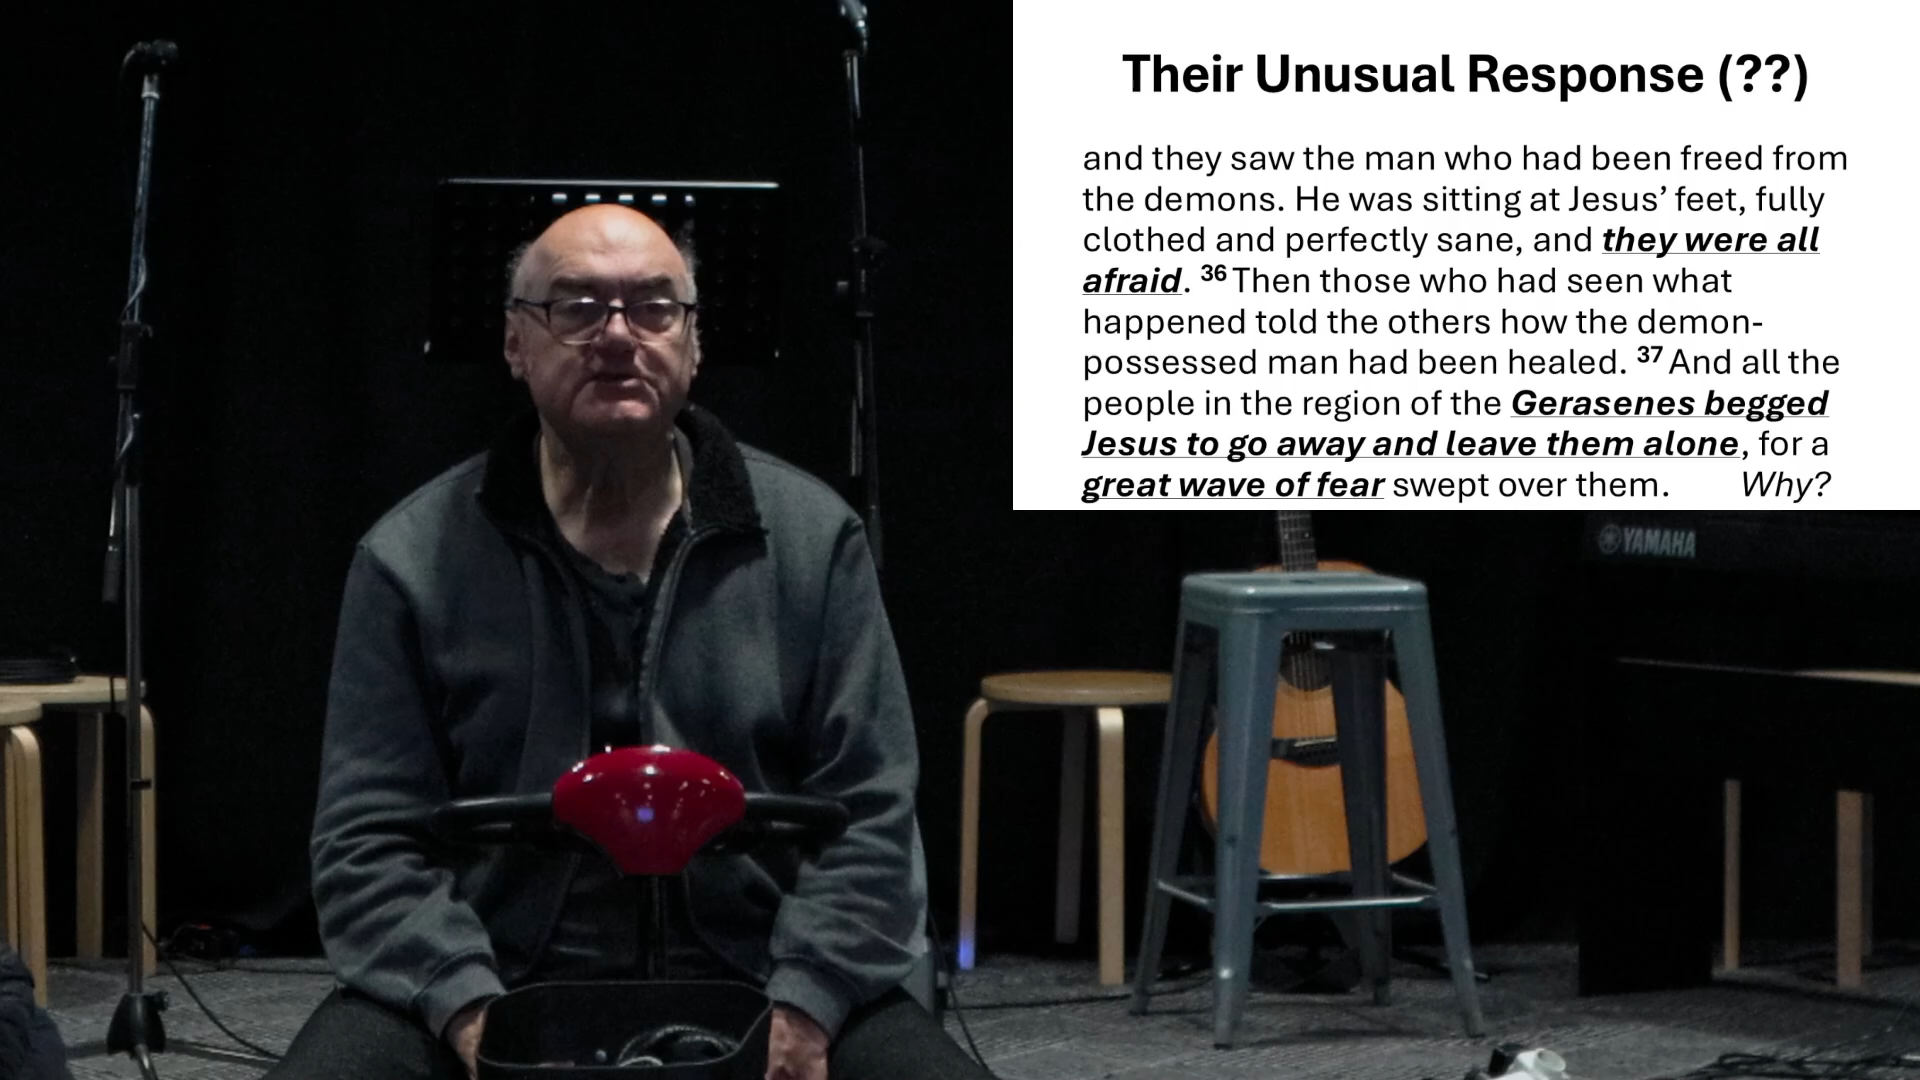 Their Unusual Response (??)
and they saw the man who had been freed from
the demons. He was sitting at Jesus’ feet, fully
clothed and perfectly sane, and they were all
afraid. 36 Then those who had seen what
happened told the others how the demon-
possessed man had been healed. 37 And all the
people in the region of the Gerasenes begged
Jesus to go away and leave them alone, for a
great wave of fear swept over them. Why?
YAMAHA